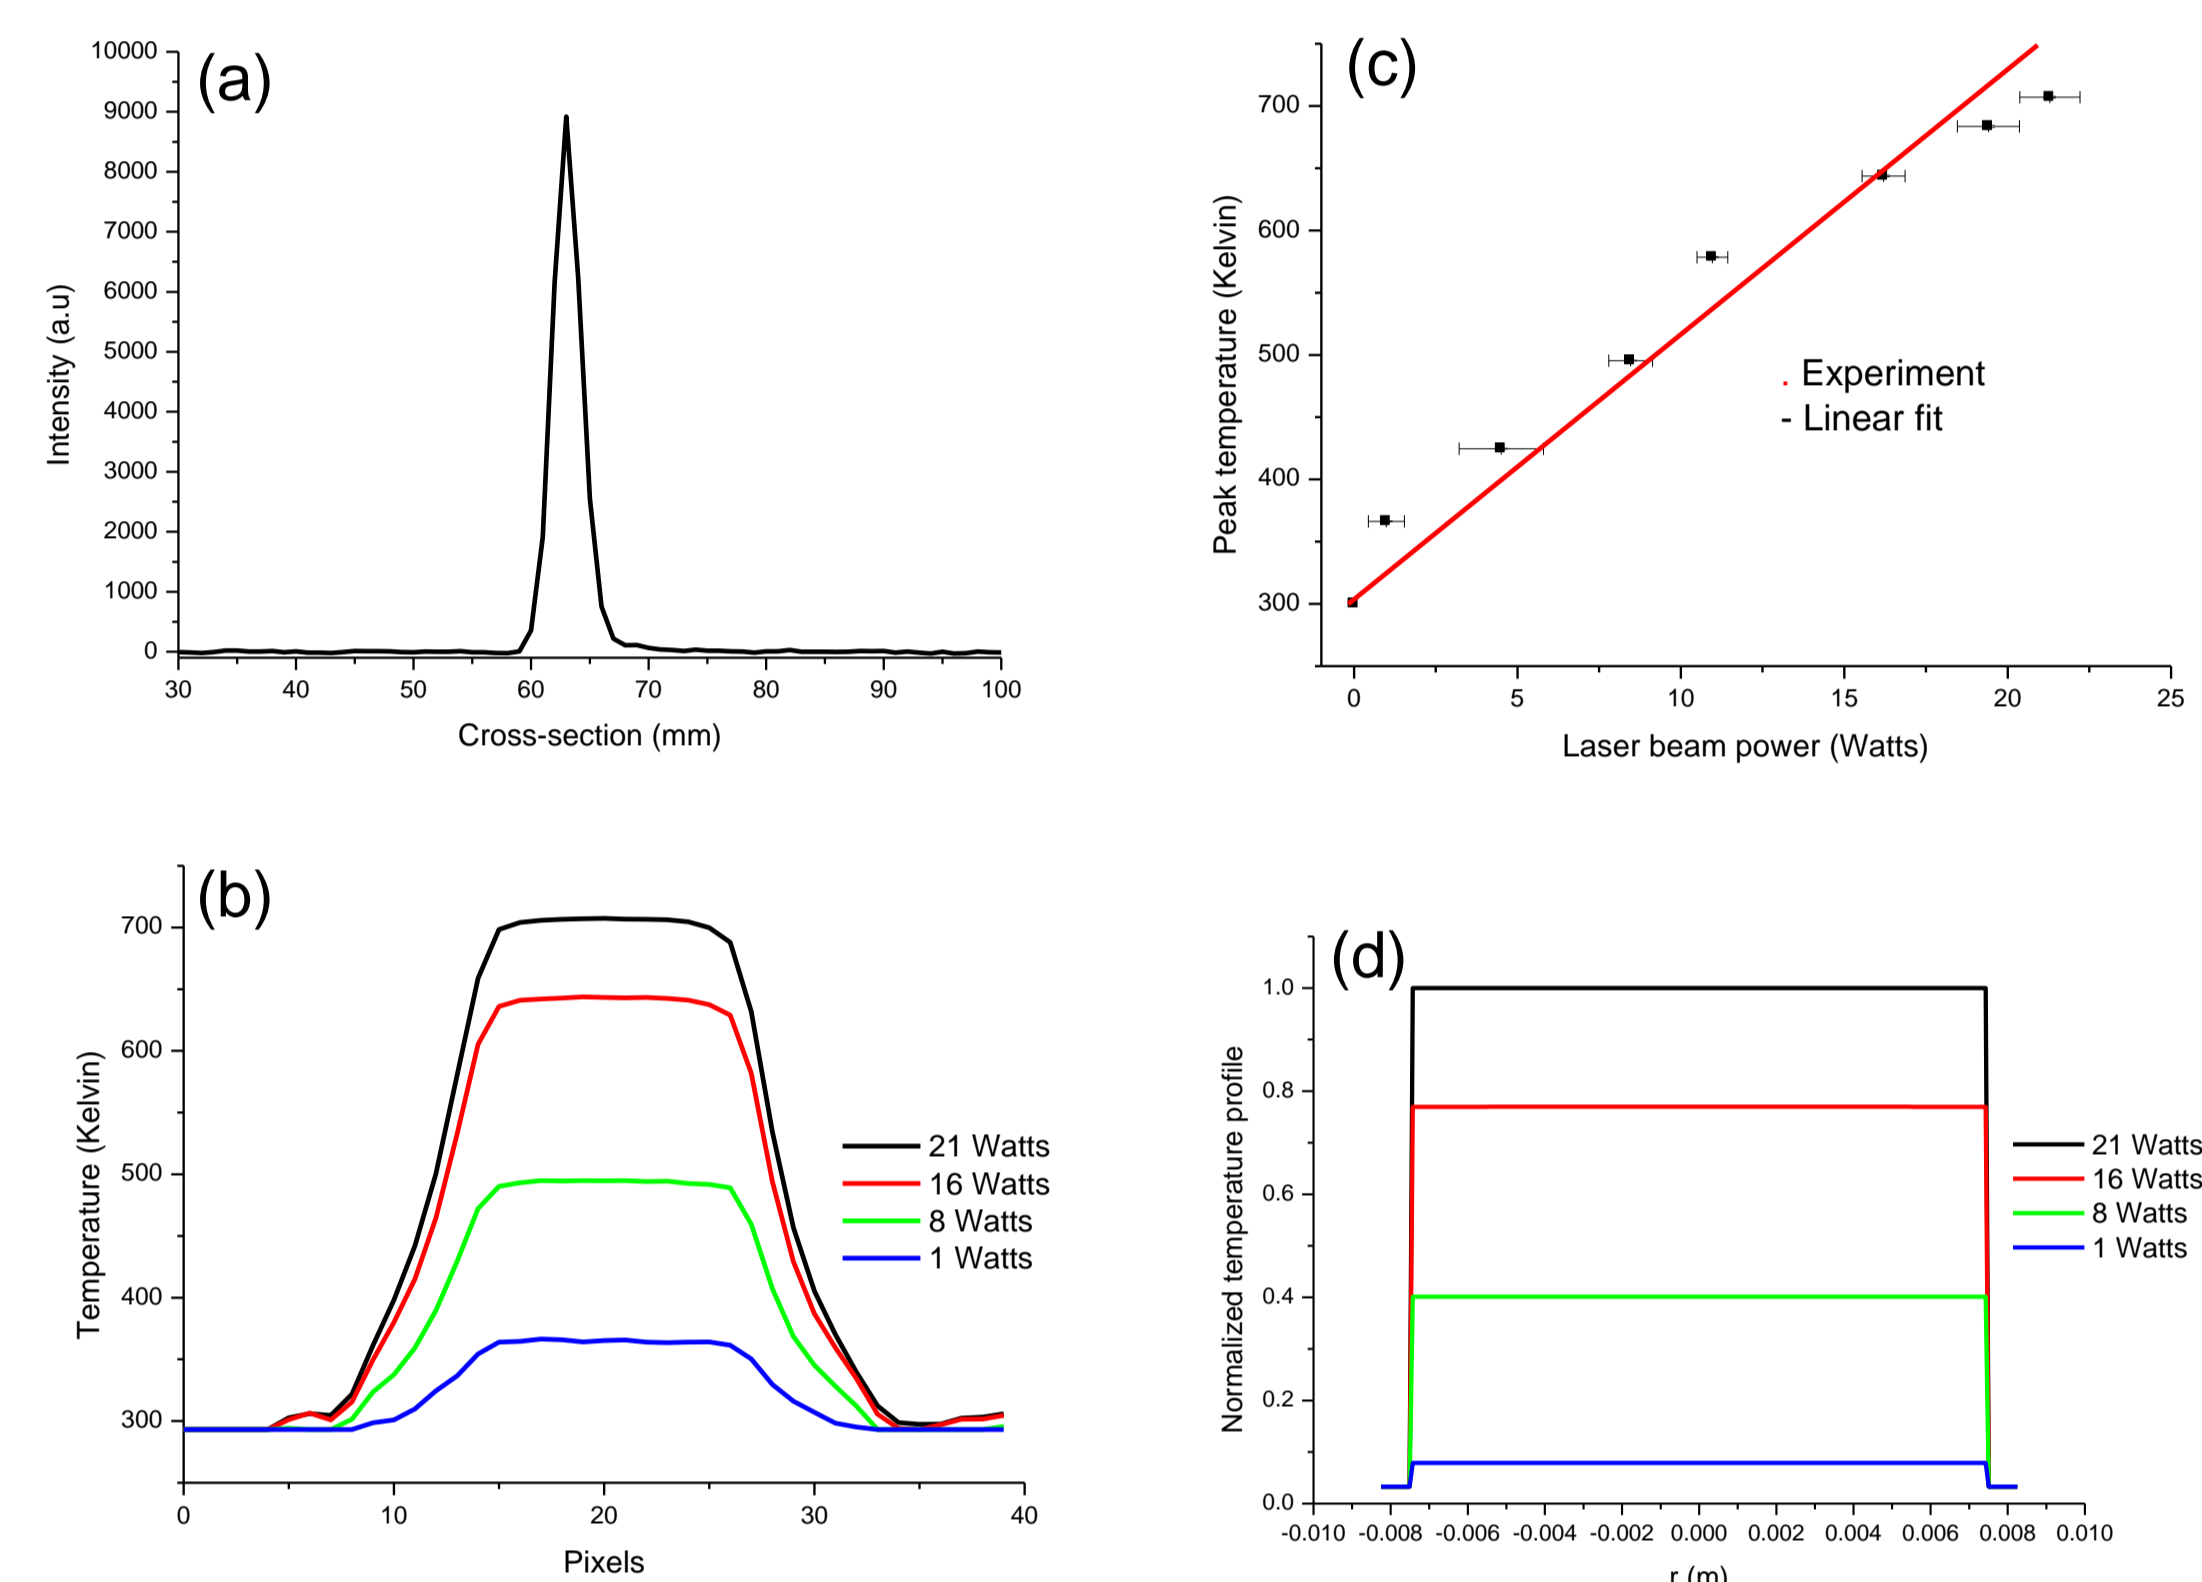 (a)
10000
9000
8000
7000
6000
5000
4000
3000
2000
1000
0
Intensity (a.u)
30 40 50 60 70 80 90 100
Cross-section (mm)
(c)
700
600
500
400
300
Peak temperature (Kelvin)
. Experiment
- Linear fit
0 5 10 15 20 25
Laser beam power (Watts)
(b)
700
600
500
400
300
Temperature (Kelvin)
21 Watts
16 Watts
8 Watts
1 Watts
0 10 20 30 40
Pixels
(d)
1.0
0.8
0.6
0.4
0.2
0.0
Normalized temperature profile
21 Watts
16 Watts
8 Watts
1 Watts
-0.010 -0.008 -0.006 -0.004 -0.002 0.000 0.002 0.004 0.006 0.008 0.010
r (m)